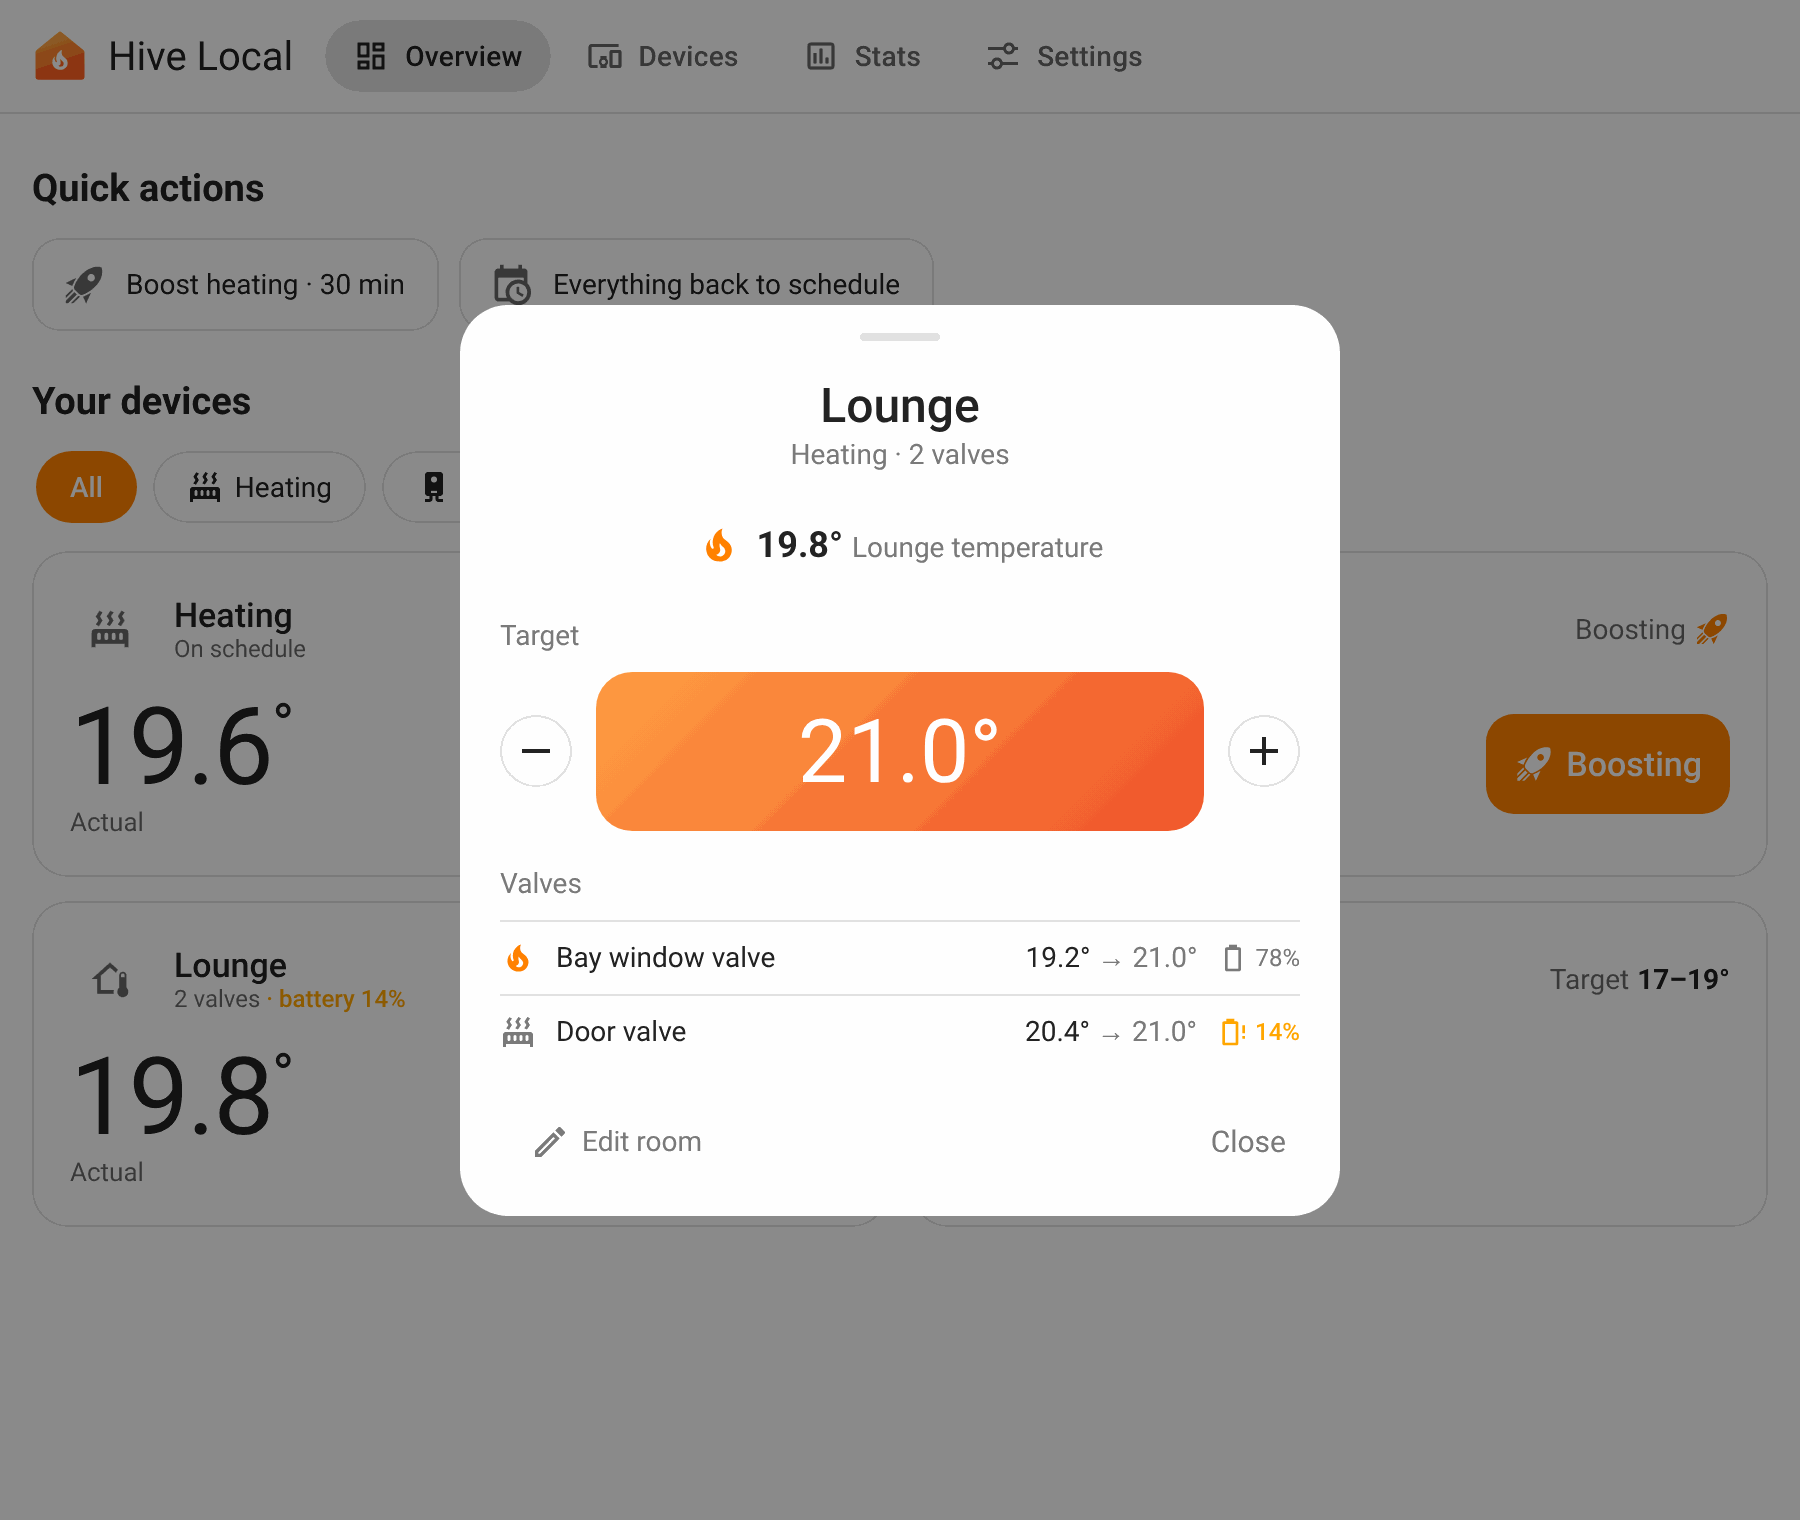 Hive Local
Overview
Devices
Stats
Settings
Quick actions
Boost heating · 30 min
Everything back to schedule
Your devices
All
Heating
Heating
On schedule
19.6°
Actual
Boosting
Boosting
Lounge
2 valves · battery 14%
19.8°
Actual
Target 17–19°
Lounge
Heating · 2 valves
19.8° Lounge temperature
Target
21.0°
Valves
Bay window valve 19.2° → 21.0° 78%
Door valve 20.4° → 21.0° 14%
Edit room
Close